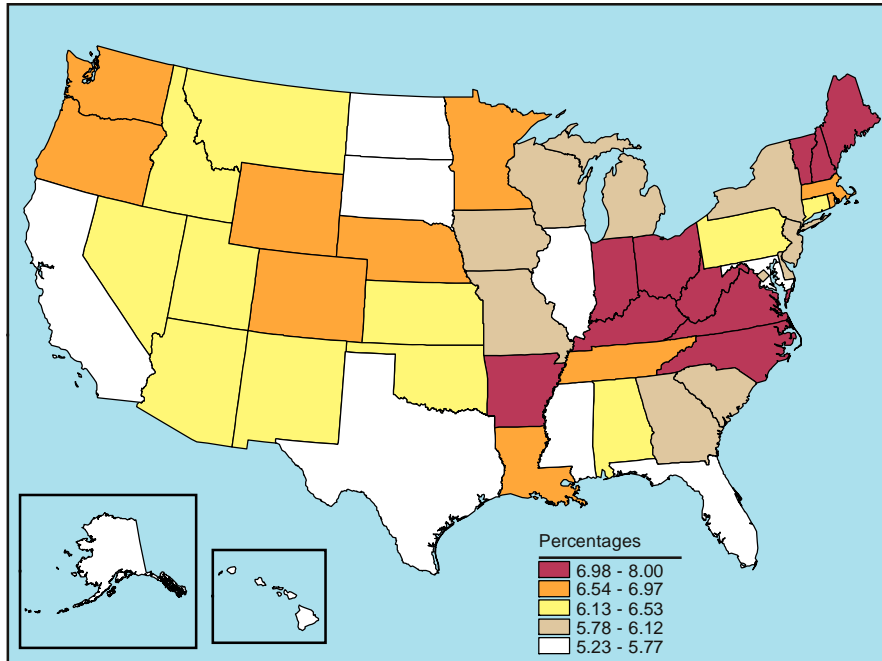 Percentages
6.98 - 8.00
6.54 - 6.97
6.13 - 6.53
5.78 - 6.12
5.23 - 5.77